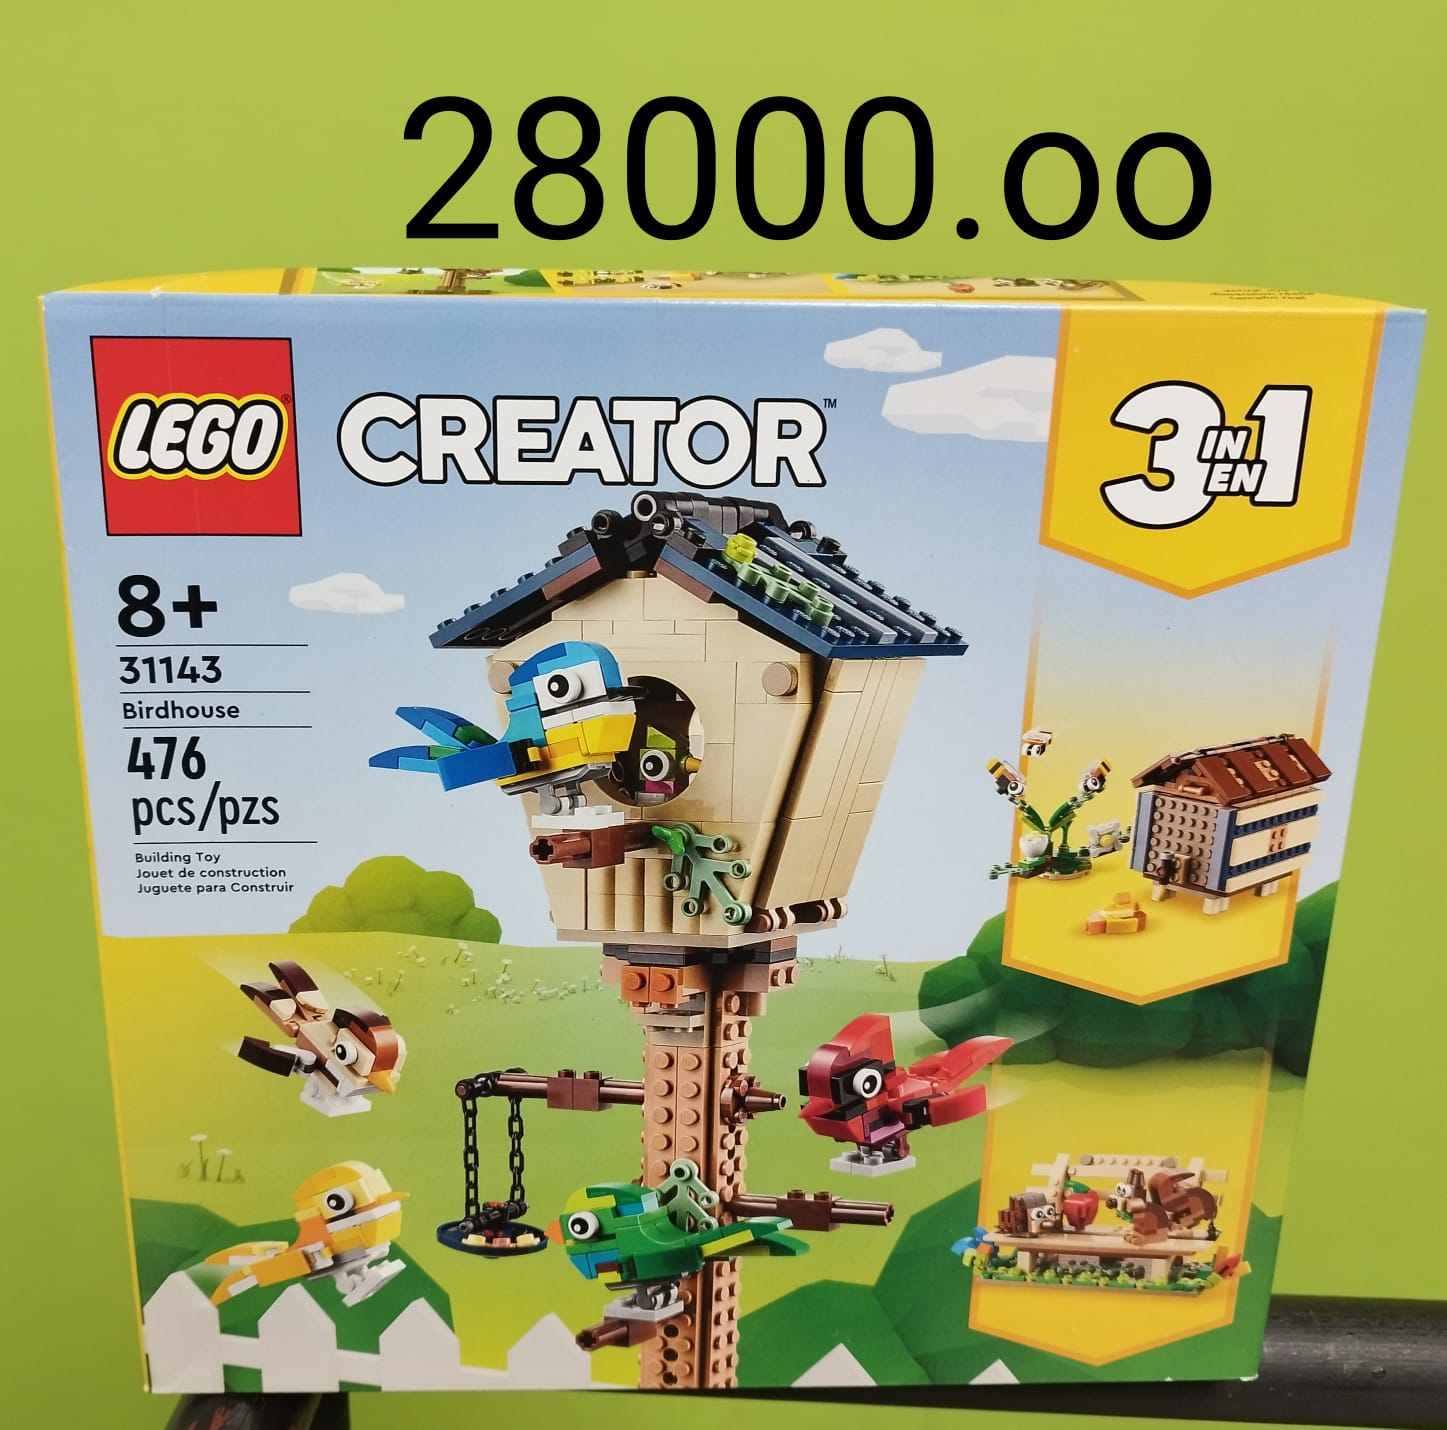 28000.oo
LEGO®
CREATOR™
3 IN EN 1
8+
31143
Birdhouse
476
pcs/pzs
Building Toy
Jouet de construction
Juguete para Construir